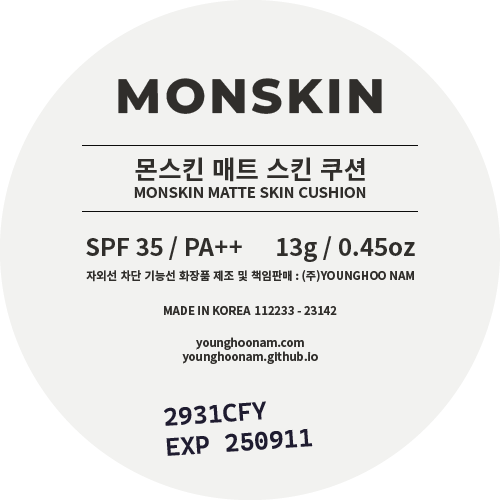 MONSKIN
몬스킨 매트 스킨 쿠션
MONSKIN MATTE SKIN CUSHION
SPF 35 / PA++ 13g / 0.45oz
자외선 차단 기능선 화장품 제조 및 책임판매 : (주)YOUNGHOO NAM
MADE IN KOREA 112233 - 23142
younghoonam.com
younghoonam.github.io
2931CFY
EXP 250911